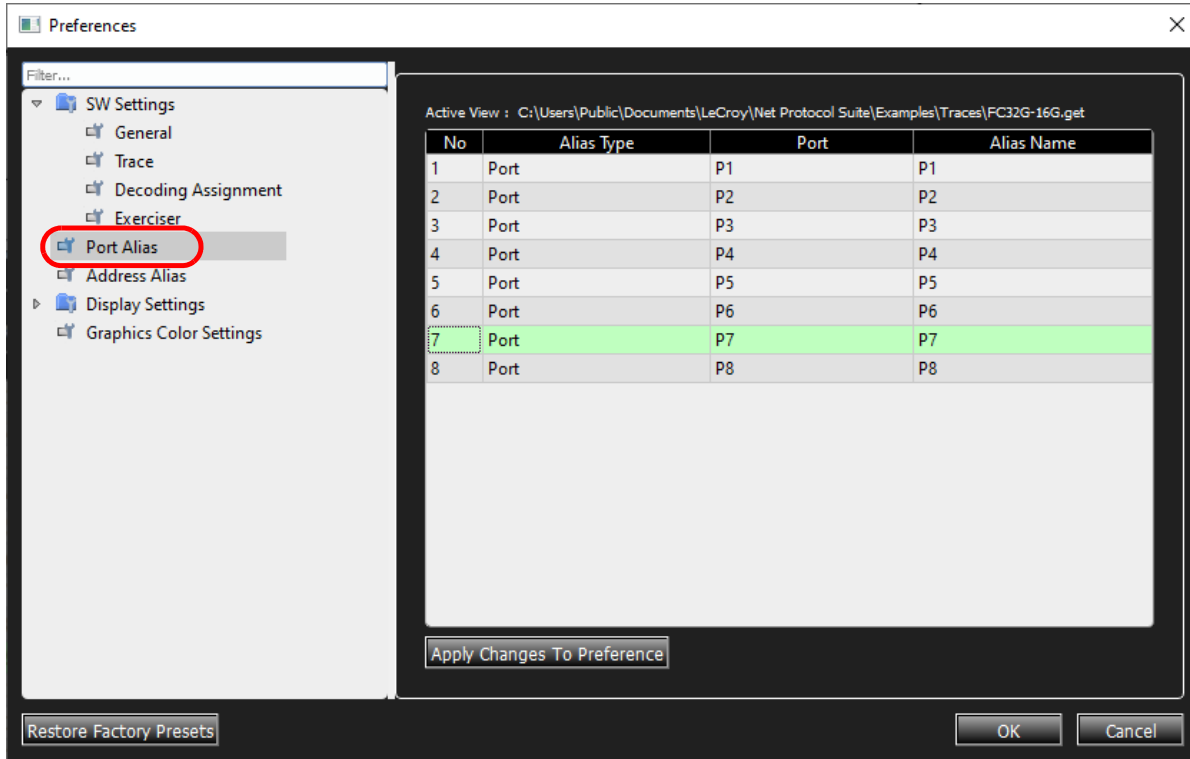 Preferences
Filter...
SW Settings
General
Trace
Decoding Assignment
Exerciser
Port Alias
Address Alias
Display Settings
Graphics Color Settings
Active View : C:\Users\Public\Documents\LeCroy\Net Protocol Suite\Examples\Traces\FC32G-16G.get
No Alias Type Port Alias Name
1 Port P1 P1
2 Port P2 P2
3 Port P3 P3
4 Port P4 P4
5 Port P5 P5
6 Port P6 P6
7 Port P7 P7
8 Port P8 P8
Apply Changes To Preference
Restore Factory Presets
OK Cancel